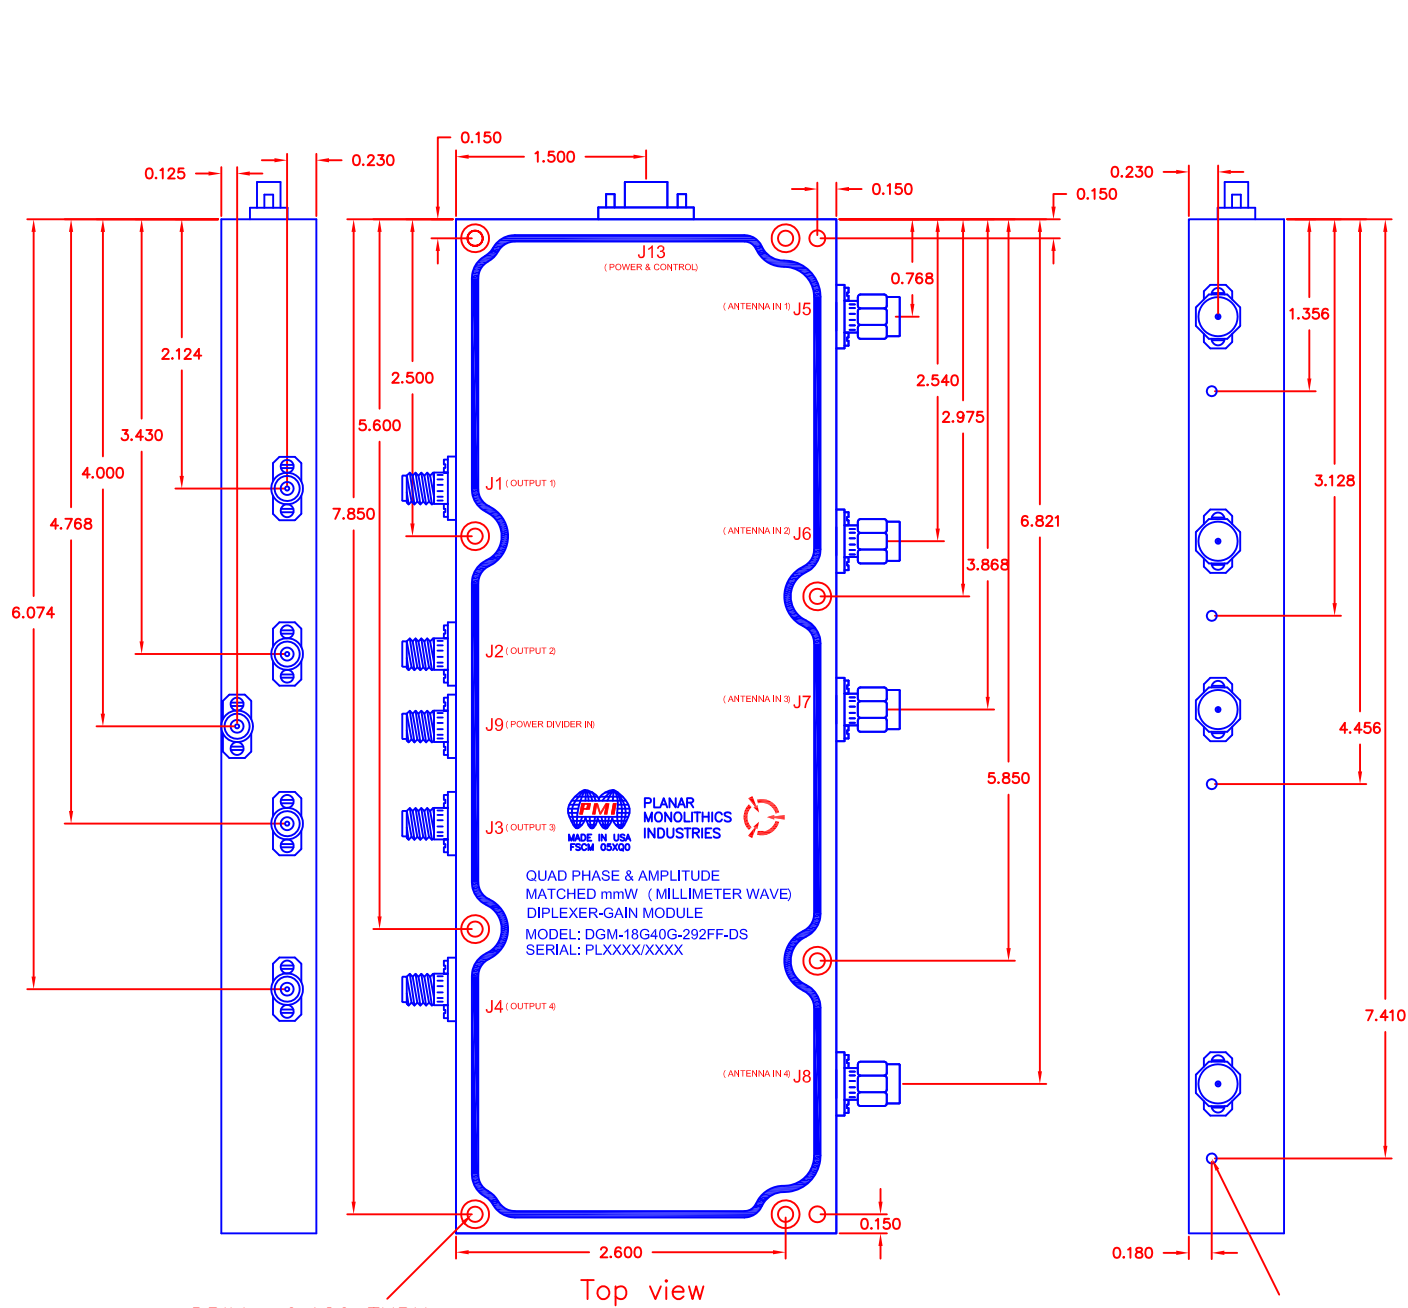 0.150
1.500
0.125
0.230
0.150
0.150
0.230
J13
( POWER & CONTROL)
0.768
( ANTENNA IN 1) J5
1.356
2.124
2.500
2.540
2.975
5.600
3.430
4.000
3.128
J1 ( OUTPUT 1)
7.850
4.768
6.821
( ANTENNA IN 2) J6
3.868
6.074
J2 ( OUTPUT 2)
( ANTENNA IN 3) J7
J9 ( POWER DIVIDER IN)
4.456
5.850
PMI
MADE IN USA
FSCM 05XQ0
PLANAR
MONOLITHICS
INDUSTRIES
J3 ( OUTPUT 3)
QUAD PHASE & AMPLITUDE
MATCHED mmW ( MILLIMETER WAVE)
DIPLEXER-GAIN MODULE
MODEL: DGM-18G40G-292FF-DS
SERIAL: PLXXXX/XXXX
J4 ( OUTPUT 4)
7.410
( ANTENNA IN 4) J8
0.150
2.600
0.180
Top view